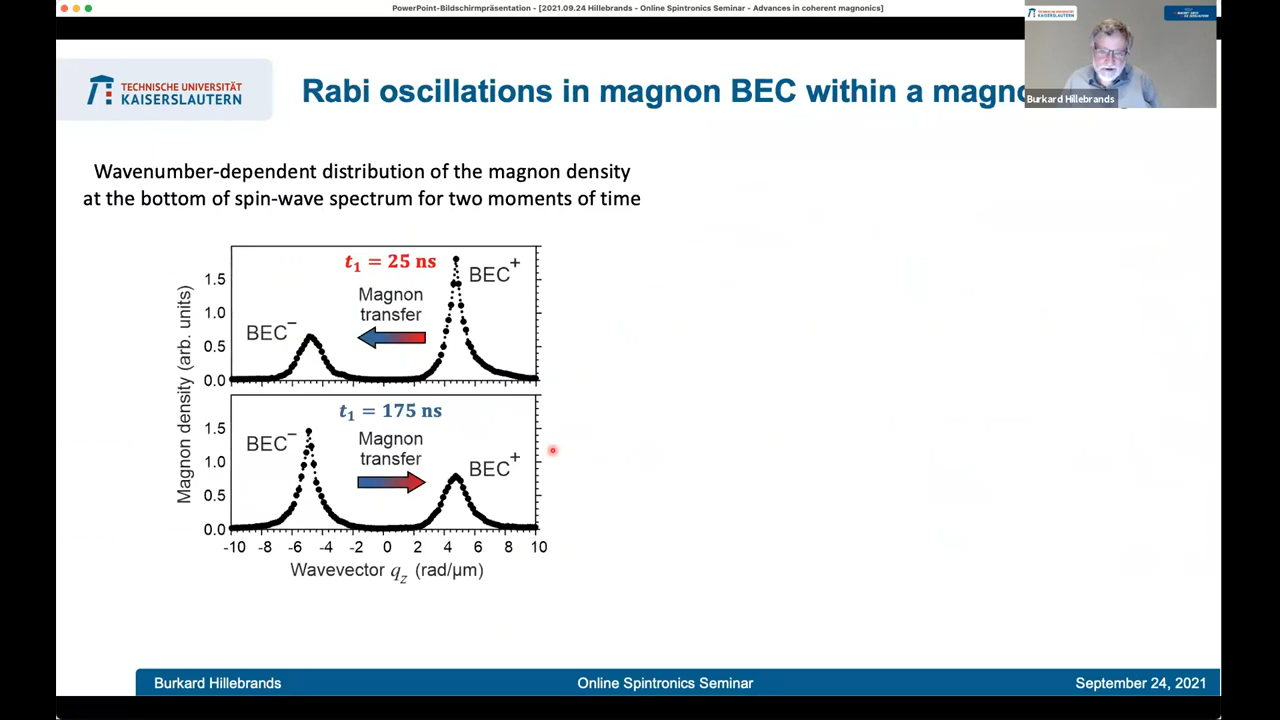 PowerPoint-Bildschirmpräsentation - [2021.09.24 Hillebrands - Online Spintronics Seminar - Advances in coherent magnonics]
TECHNISCHE UNIVERSITÄT
KAISERSLAUTERN
Rabi oscillations in magnon BEC within a magno
TECHNISCHE UNIVERSITÄT
KAISERSLAUTERN
Burkard Hillebrands
Wavenumber-dependent distribution of the magnon density
at the bottom of spin-wave spectrum for two moments of time
Magnon density (arb. units)
t₁ = 25 ns
BEC⁺
Magnon
transfer
BEC⁻
1.5
1.0
0.5
0.0
t₁ = 175 ns
BEC⁻
Magnon
transfer
BEC⁺
1.5
1.0
0.5
0.0
-10 -8 -6 -4 -2 0 2 4 6 8 10
Wavevector q_z (rad/µm)
Burkard Hillebrands
Online Spintronics Seminar
September 24, 2021